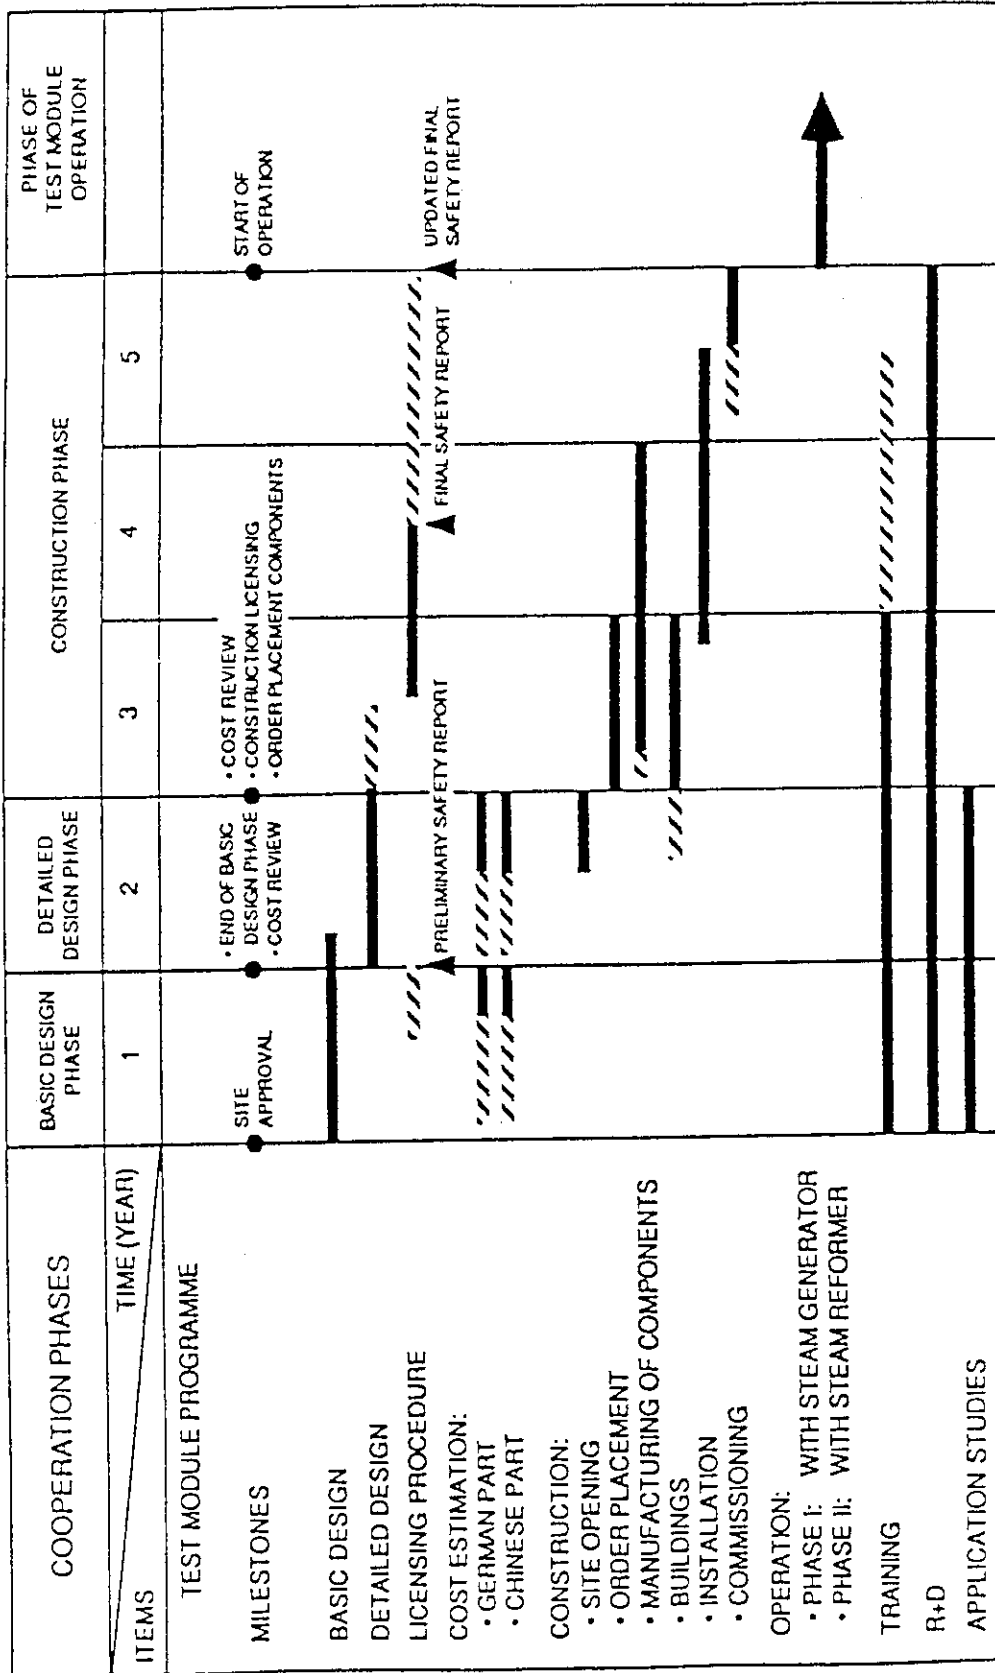 COOPERATION PHASES
BASIC DESIGN
PHASE
DETAILED
DESIGN PHASE
CONSTRUCTION PHASE
PHASE OF
TEST MODULE
OPERATION
ITEMS
TIME (YEAR)
1
2
3
4
5
TEST MODULE PROGRAMME
MILESTONES
SITE
APPROVAL
• END OF BASIC
DESIGN PHASE
• COST REVIEW
• COST REVIEW
• CONSTRUCTION LICENSING
• ORDER PLACEMENT COMPONENTS
START OF
OPERATION
BASIC DESIGN
DETAILED DESIGN
LICENSING PROCEDURE
PRELIMINARY SAFETY REPORT
FINAL SAFETY REPORT
UPDATED FINAL
SAFETY REPORT
COST ESTIMATION:
• GERMAN PART
• CHINESE PART
CONSTRUCTION:
• SITE OPENING
• ORDER PLACEMENT
• MANUFACTURING OF COMPONENTS
• BUILDINGS
• INSTALLATION
• COMMISSIONING
OPERATION:
• PHASE I: WITH STEAM GENERATOR
• PHASE II: WITH STEAM REFORMER
TRAINING
R+D
APPLICATION STUDIES